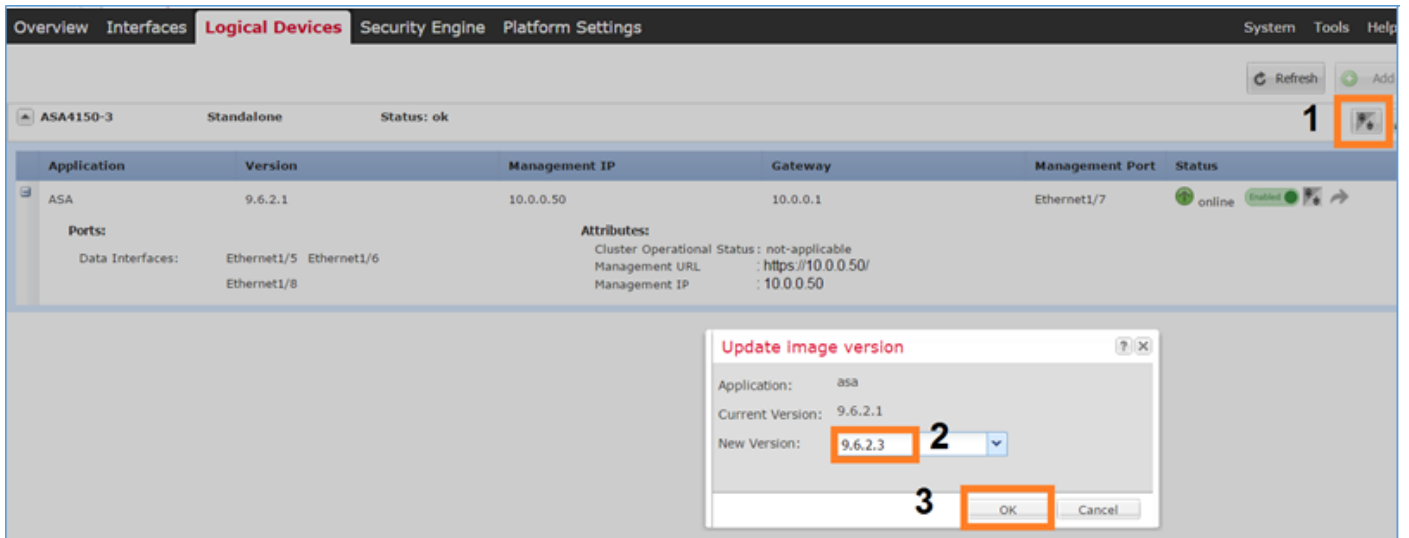 Overview Interfaces Logical Devices Security Engine Platform Settings System Tools Help
Refresh Add
ASA4150-3 Standalone Status: ok 1
Application Version Management IP Gateway Management Port Status
ASA 9.6.2.1 10.0.0.50 10.0.0.1 Ethernet1/7 online Enabled
Ports: Attributes:
Cluster Operational Status : not-applicable
Data Interfaces: Ethernet1/5 Ethernet1/6
Management URL : https://10.0.0.50/
Ethernet1/8 Management IP : 10.0.0.50
Update image version ?
Application: asa
Current Version: 9.6.2.1
New Version: 9.6.2.3 2
3 OK Cancel